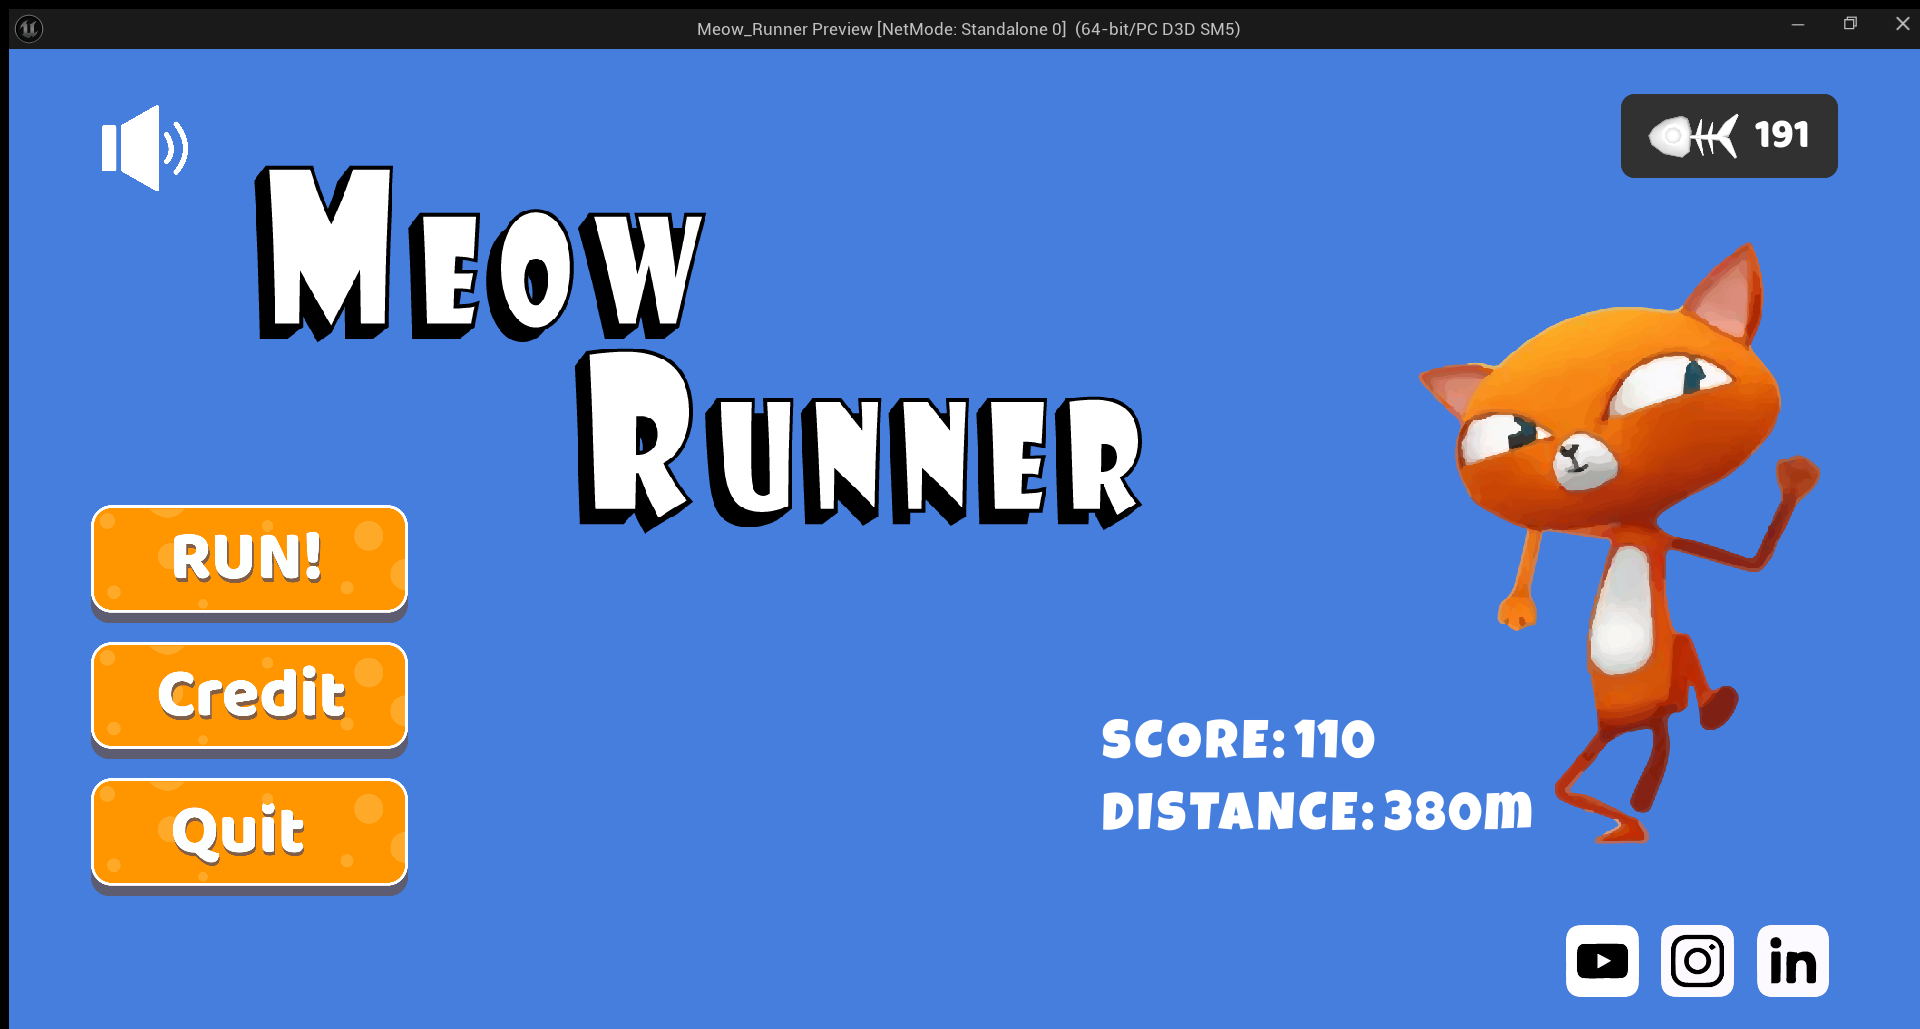 Meow_Runner Preview [NetMode: Standalone 0]  (64-bit/PC D3D SM5)
191
MEOW
RUNNER
RUN!
Credit
Quit
SCORE: 110
DISTANCE: 380m
in